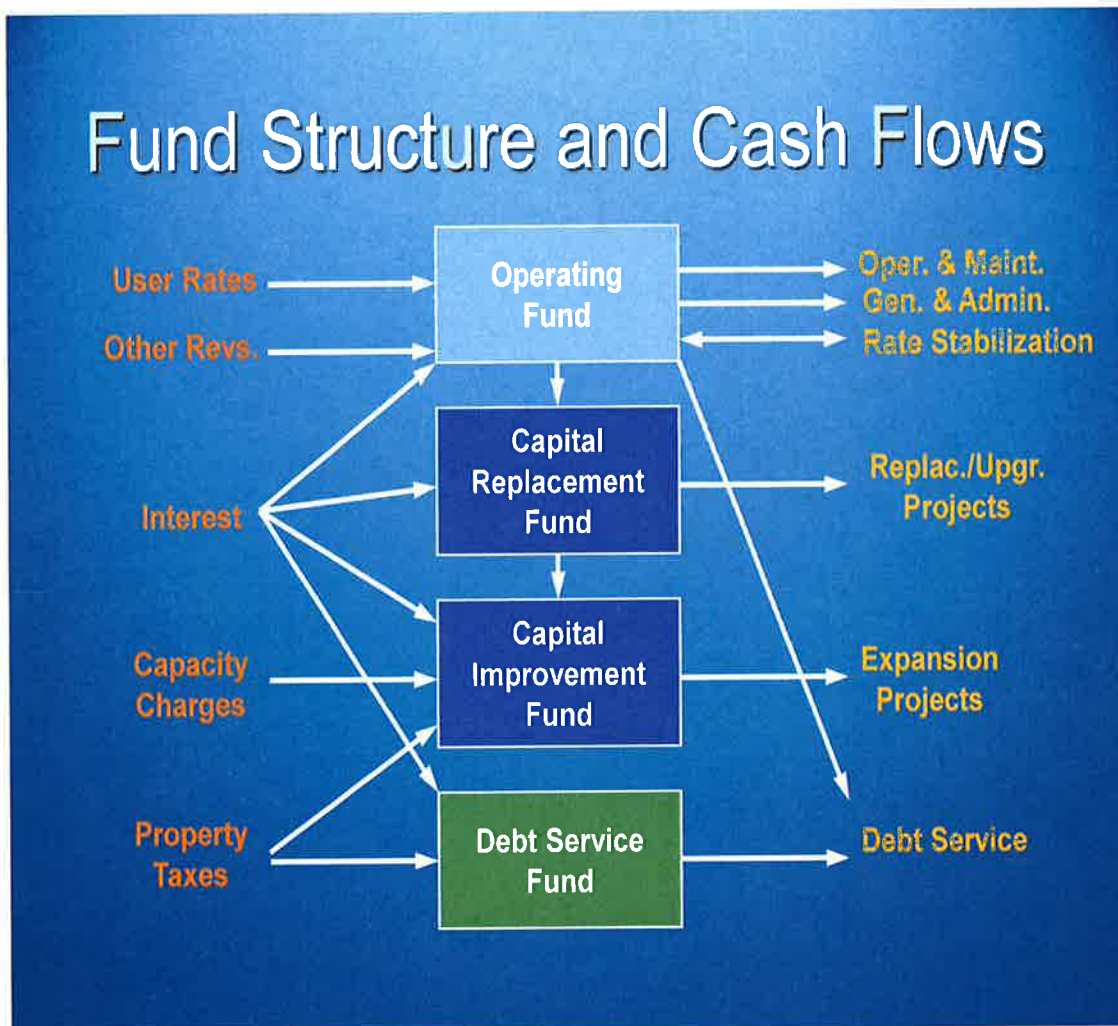 Fund Structure and Cash Flows
User Rates
Other Revs.
Interest
Capacity
Charges
Property
Taxes
Operating
Fund
Capital
Replacement
Fund
Capital
Improvement
Fund
Debt Service
Fund
Oper. & Maint.
Gen. & Admin.
Rate Stabilization
Replac./Upgr.
Projects
Expansion
Projects
Debt Service